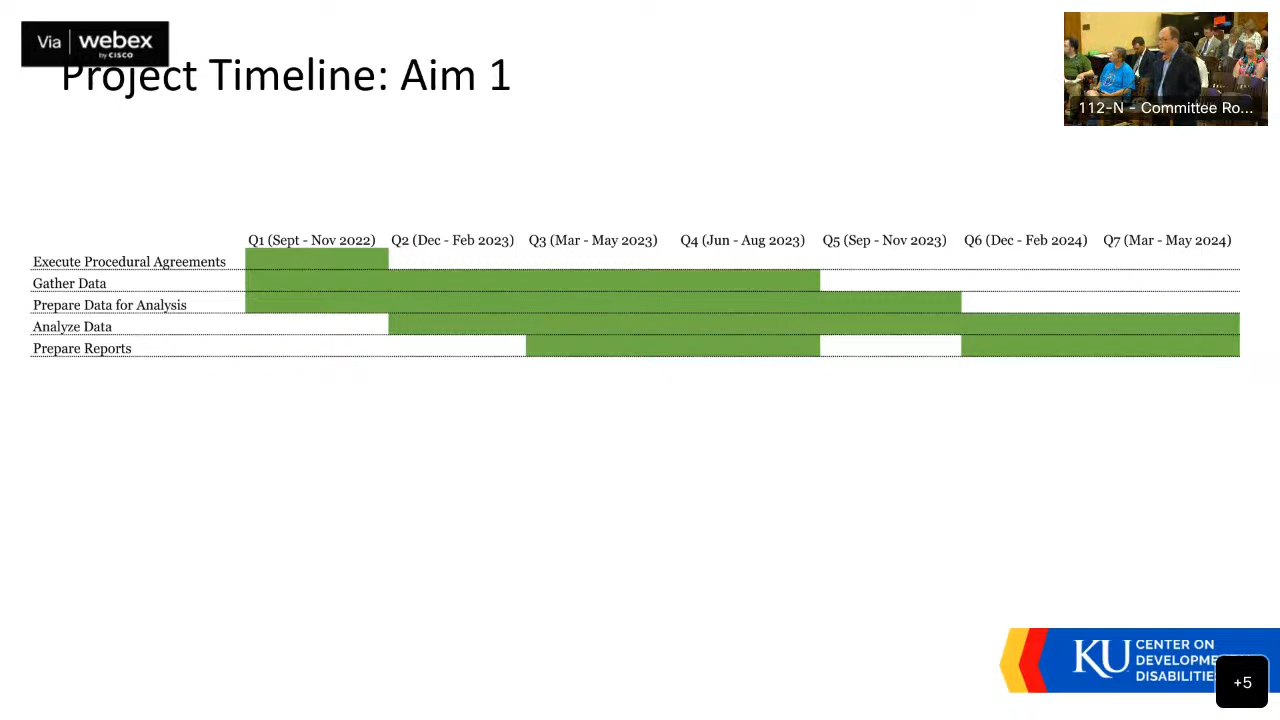 Via webex
by CISCO
Project Timeline: Aim 1
112-N - Committee Ro...
Q1 (Sept - Nov 2022) Q2 (Dec - Feb 2023) Q3 (Mar - May 2023) Q4 (Jun - Aug 2023) Q5 (Sep - Nov 2023) Q6 (Dec - Feb 2024) Q7 (Mar - May 2024)
Execute Procedural Agreements
Gather Data
Prepare Data for Analysis
Analyze Data
Prepare Reports
KU CENTER ON
DEVELOPME
DISABILITIE
+5